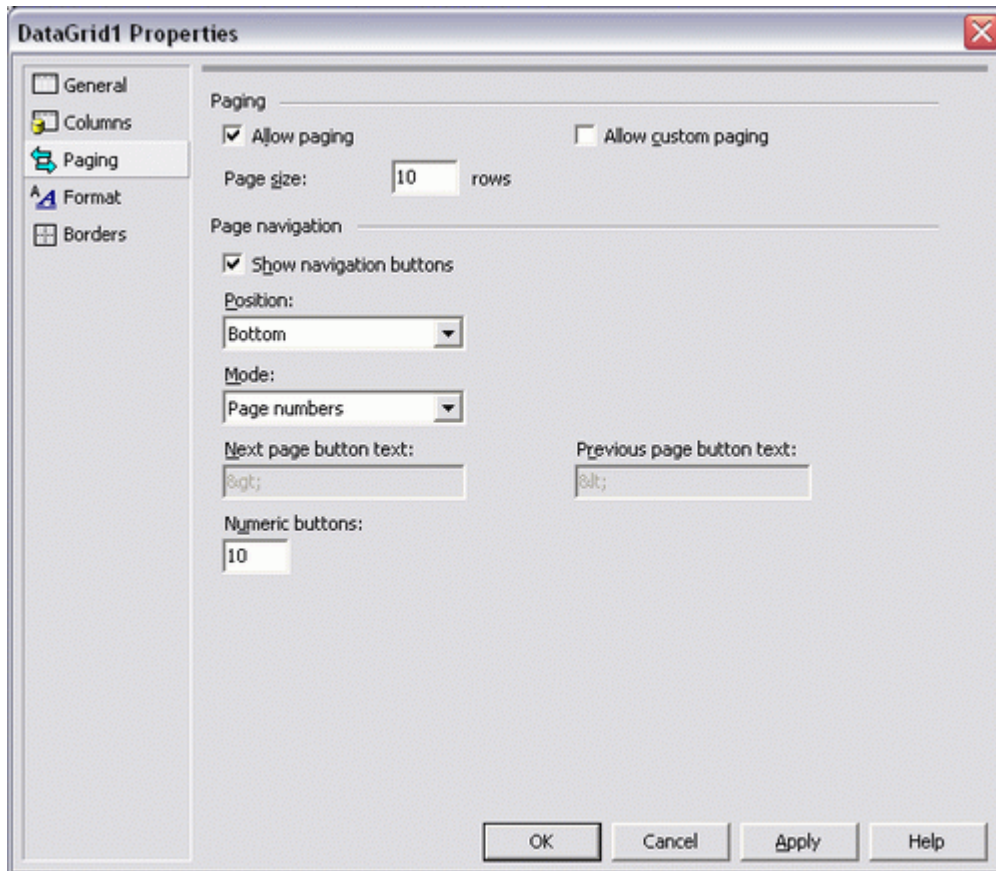 DataGrid1 Properties
General
Columns
Paging
Format
Borders
Paging
Allow paging
Allow custom paging
Page size: 10 rows
Page navigation
Show navigation buttons
Position:
Bottom
Mode:
Page numbers
Next page button text:
Previous page button text:
&gt;
&lt;
Numeric buttons:
10
OK
Cancel
Apply
Help